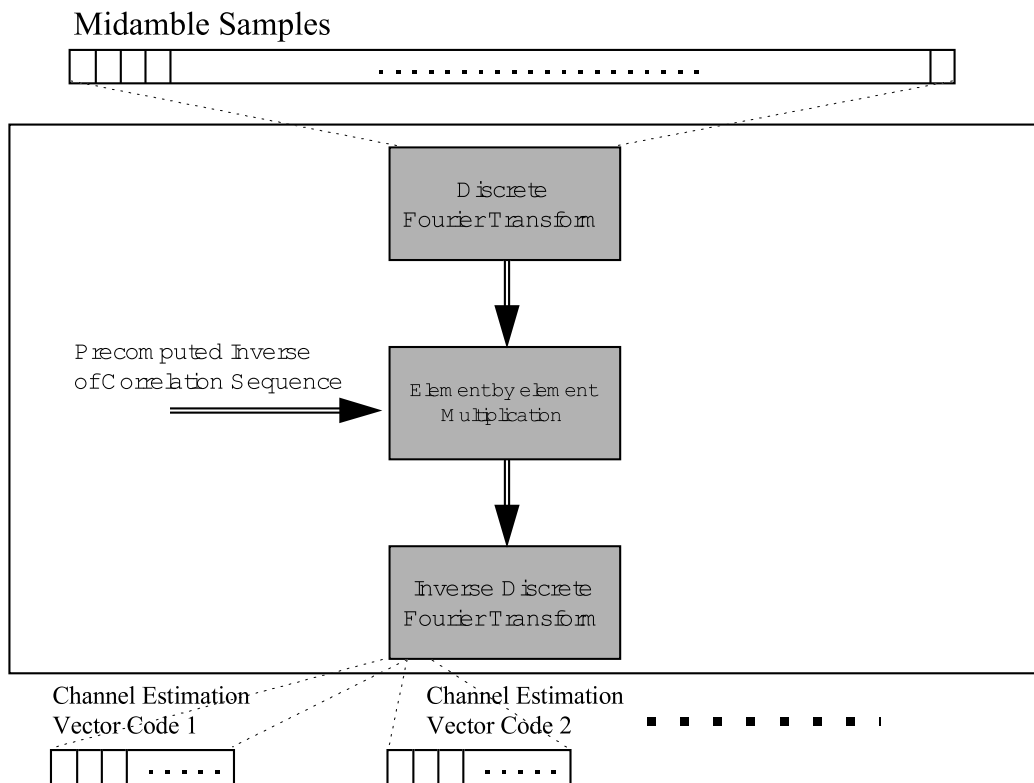 Midamble Samples
Discrete
Fourier Transform
Precomputed Inverse
of Correlation Sequence
Element by element
Multiplication
Inverse Discrete
Fourier Transform
Channel Estimation
Vector Code 1
Channel Estimation
Vector Code 2